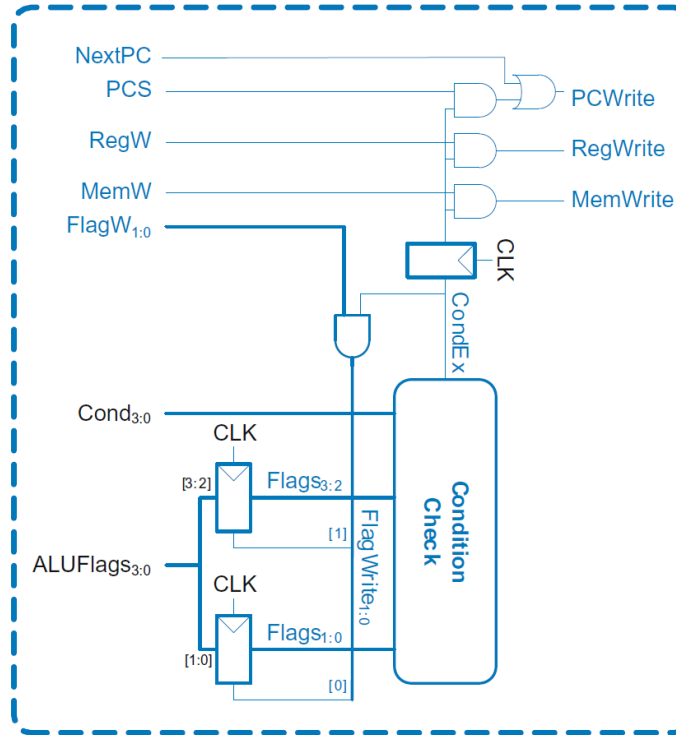 NextPC
PCS
PCWrite
RegW
RegWrite
MemW
MemWrite
FlagW1:0
CLK
CondEx
Cond3:0
CLK
[3:2]
Flags3:2
Condition
Check
[1]
FlagWrite1:0
ALUFlags3:0
CLK
Flags1:0
[1:0]
[0]